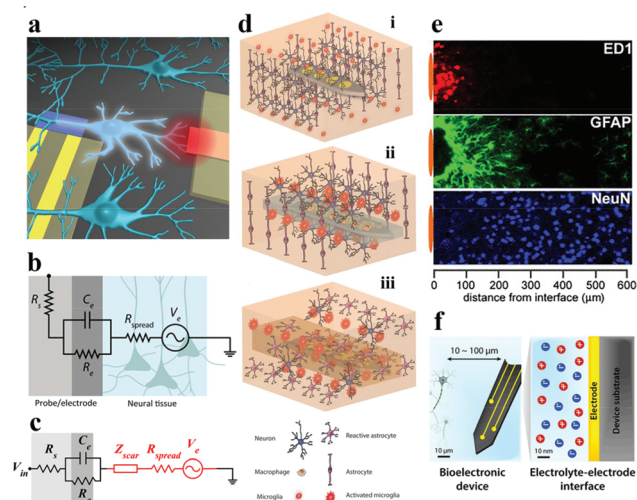 a
b
R_s
C_e
R_e
R_spread
V_e
Probe/electrode
Neural tissue
c
V_in
R_s
C_e
Z_scar
R_spread
V_e
d
i
ii
iii
Neuron
Reactive astrocyte
Macrophage
Astrocyte
Microglia
Activated microglia
e
ED1
GFAP
NeuN
0 100 200 300 400 500 600
distance from interface (μm)
f
10 ~ 100 μm
10 μm
Bioelectronic
device
10 nm
Electrode
Device substrate
Electrolyte-electrode
interface